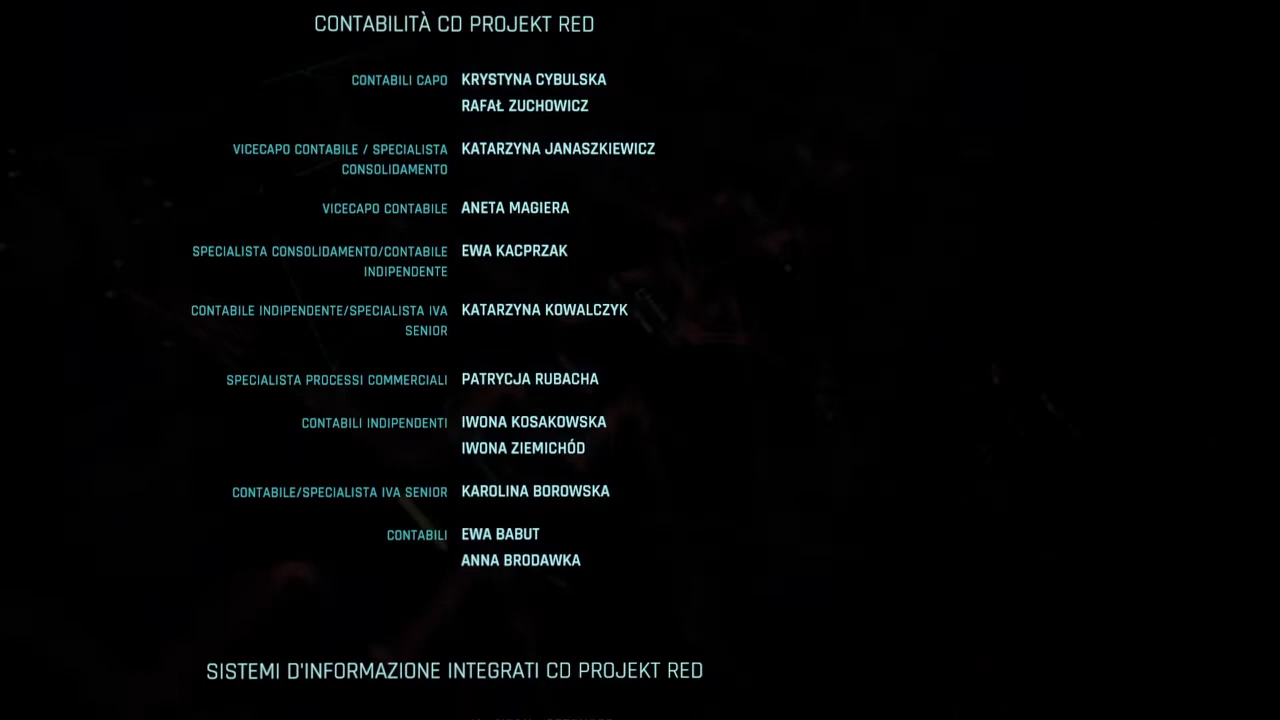 CONTABILITÀ CD PROJEKT RED
CONTABILI CAPO KRYSTYNA CYBULSKA
RAFAŁ ZUCHOWICZ
VICECAPO CONTABILE / SPECIALISTA KATARZYNA JANASZKIEWICZ
CONSOLIDAMENTO
VICECAPO CONTABILE ANETA MAGIERA
SPECIALISTA CONSOLIDAMENTO/CONTABILE EWA KACPRZAK
INDIPENDENTE
CONTABILE INDIPENDENTE/SPECIALISTA IVA KATARZYNA KOWALCZYK
SENIOR
SPECIALISTA PROCESSI COMMERCIALI PATRYCJA RUBACHA
CONTABILI INDIPENDENTI IWONA KOSAKOWSKA
IWONA ZIEMICHÓD
CONTABILE/SPECIALISTA IVA SENIOR KAROLINA BOROWSKA
CONTABILI EWA BABUT
ANNA BRODAWKA
SISTEMI D'INFORMAZIONE INTEGRATI CD PROJEKT RED